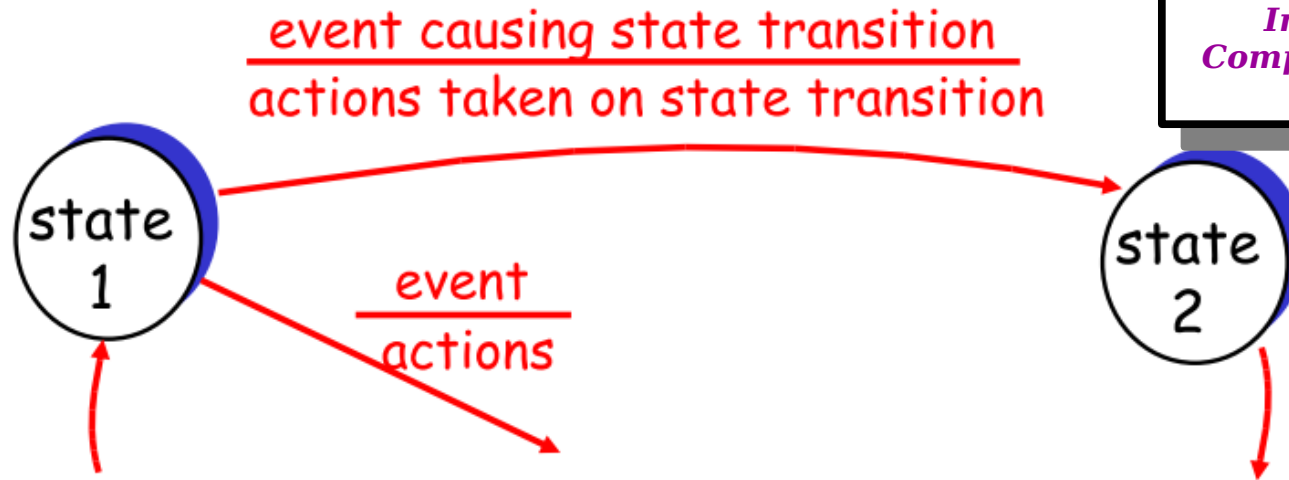 event causing state transition
actions taken on state transition
state
1
event
actions
state
2